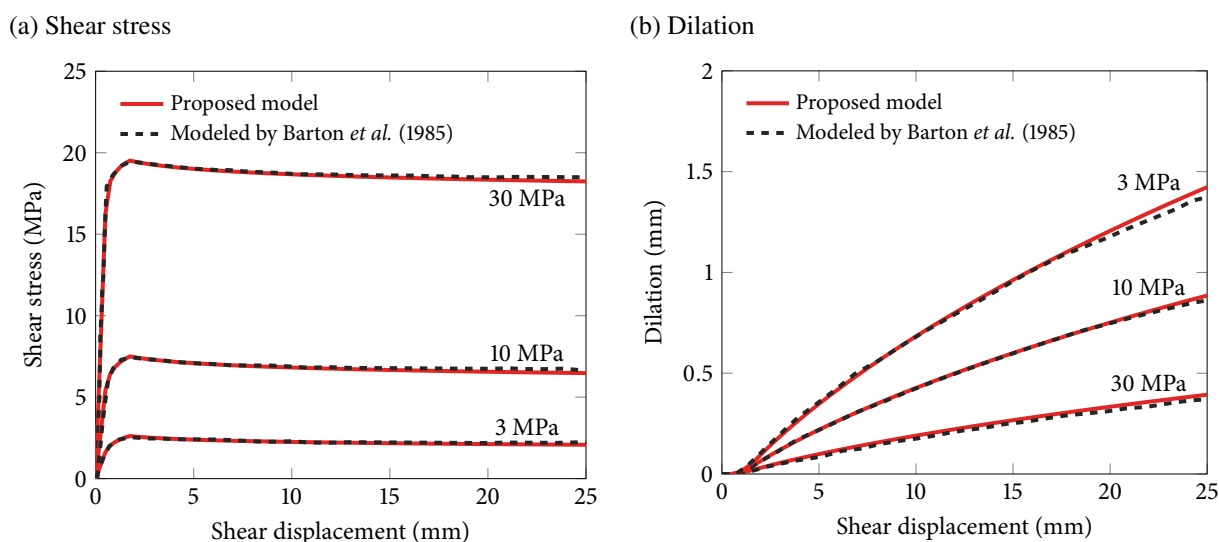 (a) Shear stress
25
20
15
10
5
0
Shear stress (MPa)
Proposed model
Modeled by Barton et al. (1985)
30 MPa
10 MPa
3 MPa
0 5 10 15 20 25
Shear displacement (mm)
(b) Dilation
2
1.5
1
0.5
0
Dilation (mm)
Proposed model
Modeled by Barton et al. (1985)
3 MPa
10 MPa
30 MPa
0 5 10 15 20 25
Shear displacement (mm)